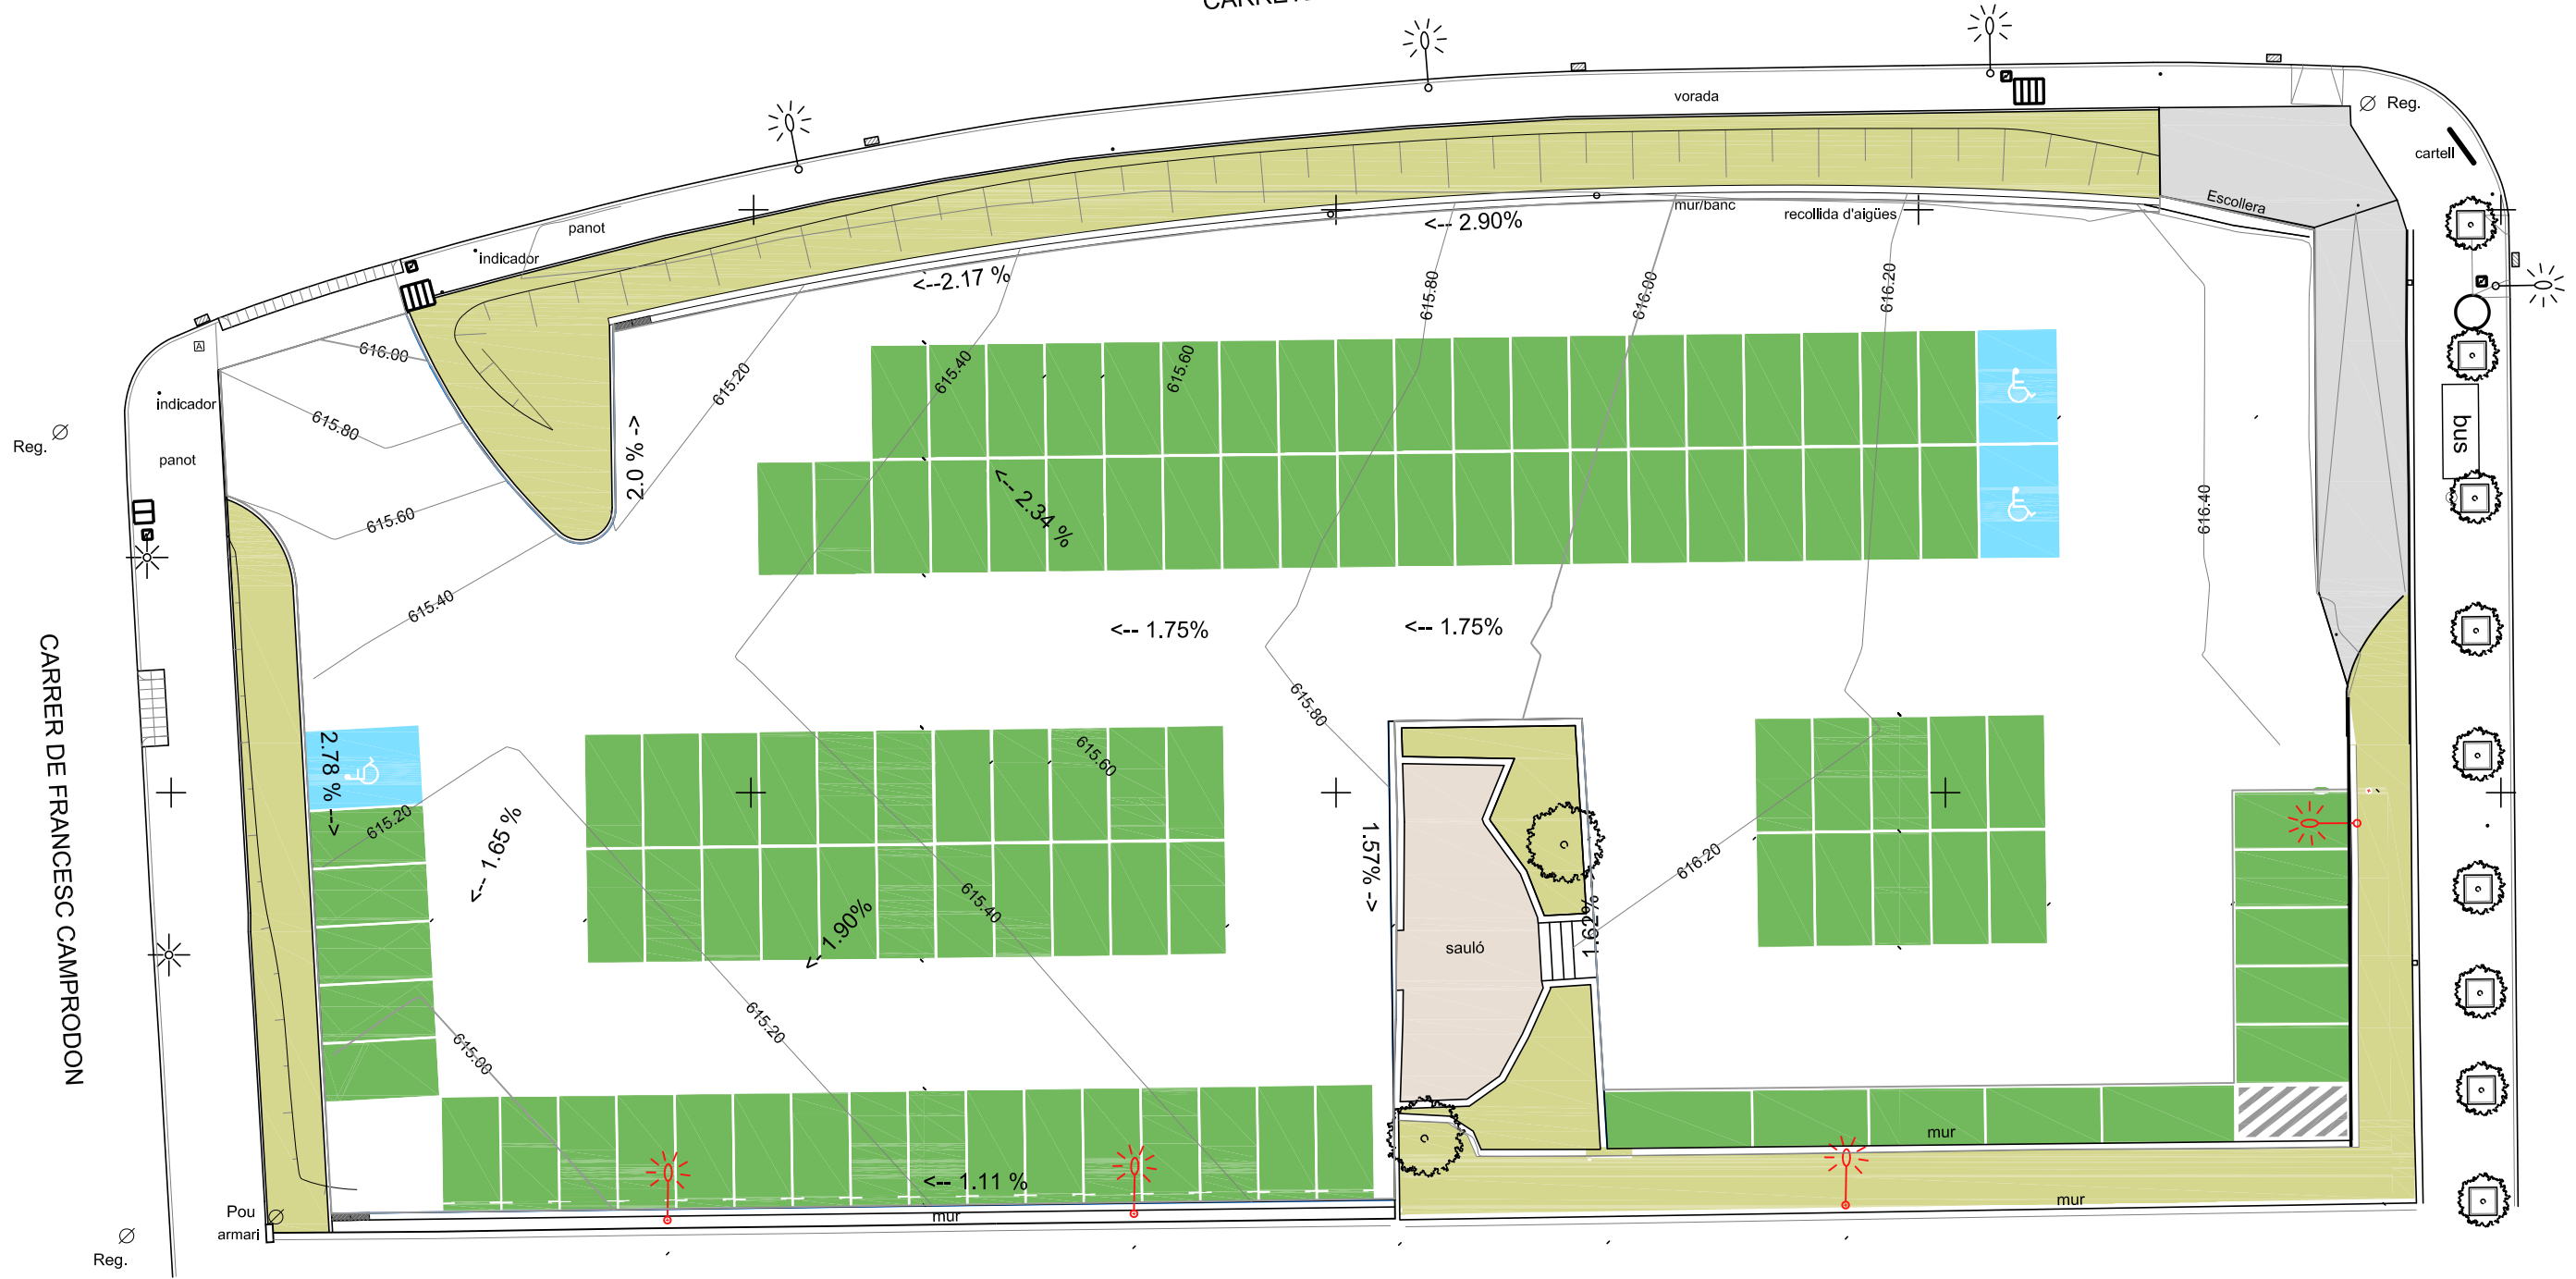 vorada
Reg.
cartell
panot
indicador
Escollera
mur/banc
recollida d'aigües
<-- 2.90%
<--2.17 %
616.00
615.80
615.20
615.40
615.60
615.80
616.00
616.20
A
indicador
Reg.
panot
bus
2.0 % ->
<-- 2.34 %
615.60
616.40
615.40
<-- 1.75%
<-- 1.75%
CARRER DE FRANCESC CAMPRODON
615.80
2.78 % -->
615.60
615.20
<-- 1.65 %
1.57% ->
616.20
615.40
<- 1.90%
1.62%
sauló
615.20
615.00
mur
<-- 1.11 %
mur
mur
Pou
armari
Reg.